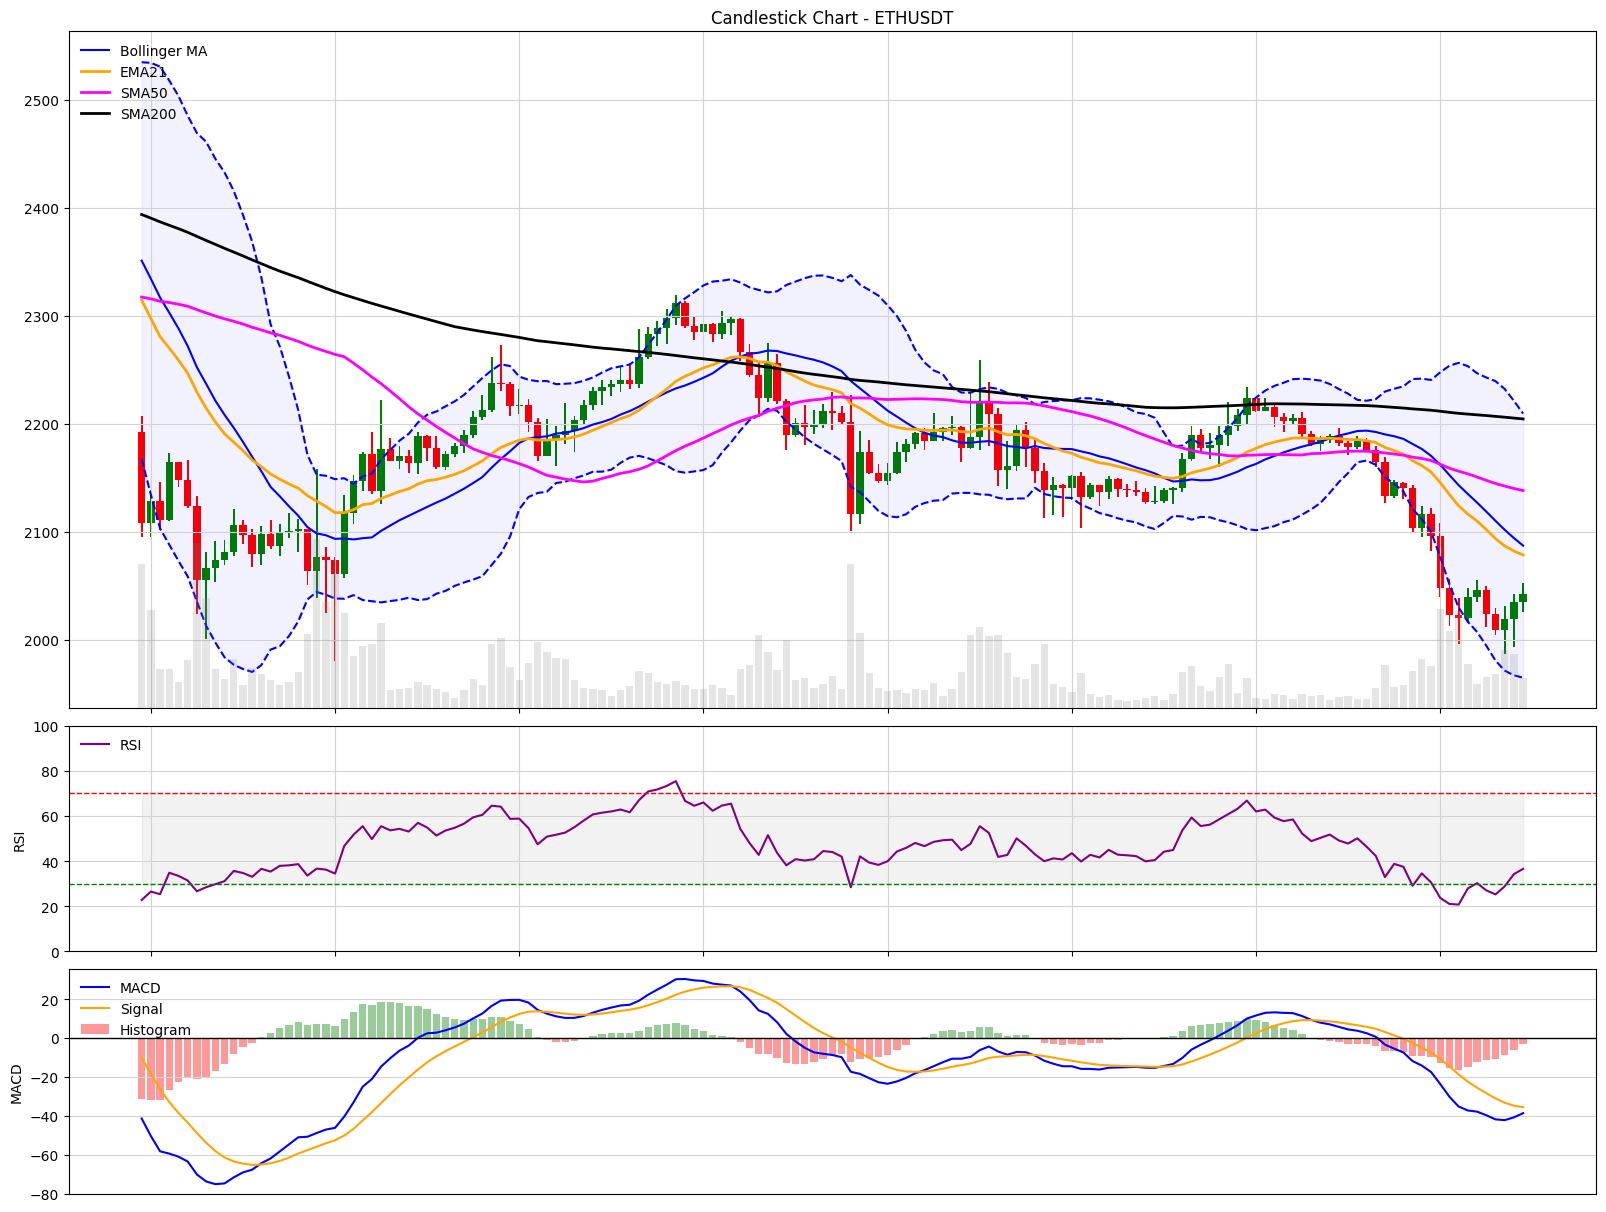 Candlestick Chart - ETHUSDT
Bollinger MA
EMA21
SMA50
SMA200
2500
2400
2300
2200
2100
2000
RSI
100
80
60
40
20
0
RSI
MACD
Signal
Histogram
20
0
−20
−40
−60
−80
MACD